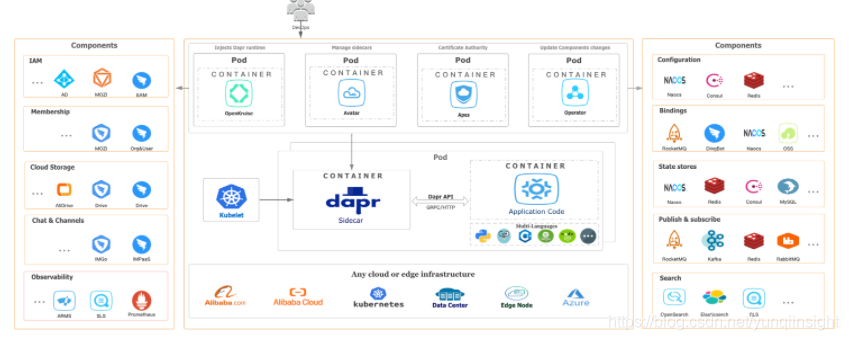 DevOps
Components
IAM
AD
MOZI
XAM
Membership
MOZI
Org&User
Cloud Storage
ASDrive
Drive
Drive
Chat & Channels
IMGo
IMPaaS
Observability
ARMS
SLS
Prometheus
Injects Dapr runtime
Pod
CONTAINER
OpenKruise
Manage sidecars
Pod
CONTAINER
Avatar
Certificate Authority
Pod
CONTAINER
Apes
Update Components changes
Pod
CONTAINER
Operator
Pod
Kubelet
CONTAINER
dapr
Sidecar
Dapr API
GRPC/HTTP
CONTAINER
Application Code
Multi-Languages
Any cloud or edge infrastructure
Alibaba.com
Alibaba Cloud
kubernetes
Data Center
Edge Node
Azure
Components
Configuration
NACOS
Nacos
Consul
Redis
Bindings
NACOS
RocketMQ
DingBot
Nacos
OSS
State stores
NACOS
Nacos
Redis
Consul
MySQL
Publish & subscribe
RocketMQ
Kafka
Redis
RabbitMQ
Search
OpenSearch
Elasticsearch
https://blog.csdn.net/yunqiinsight